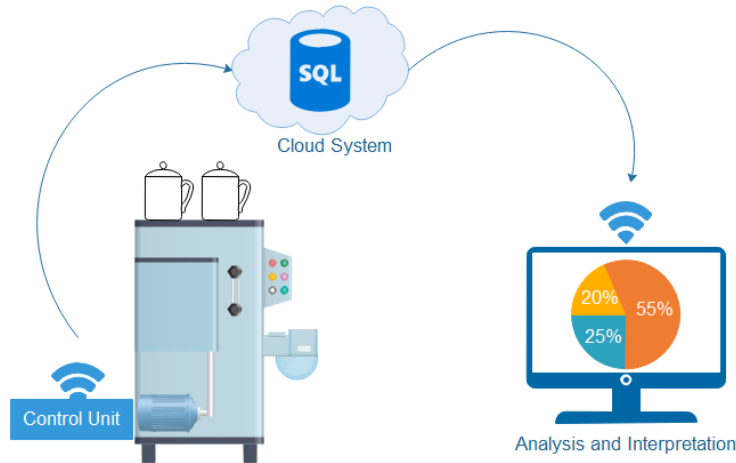 SQL
Cloud System
20%
55%
25%
Control Unit
Analysis and Interpretation